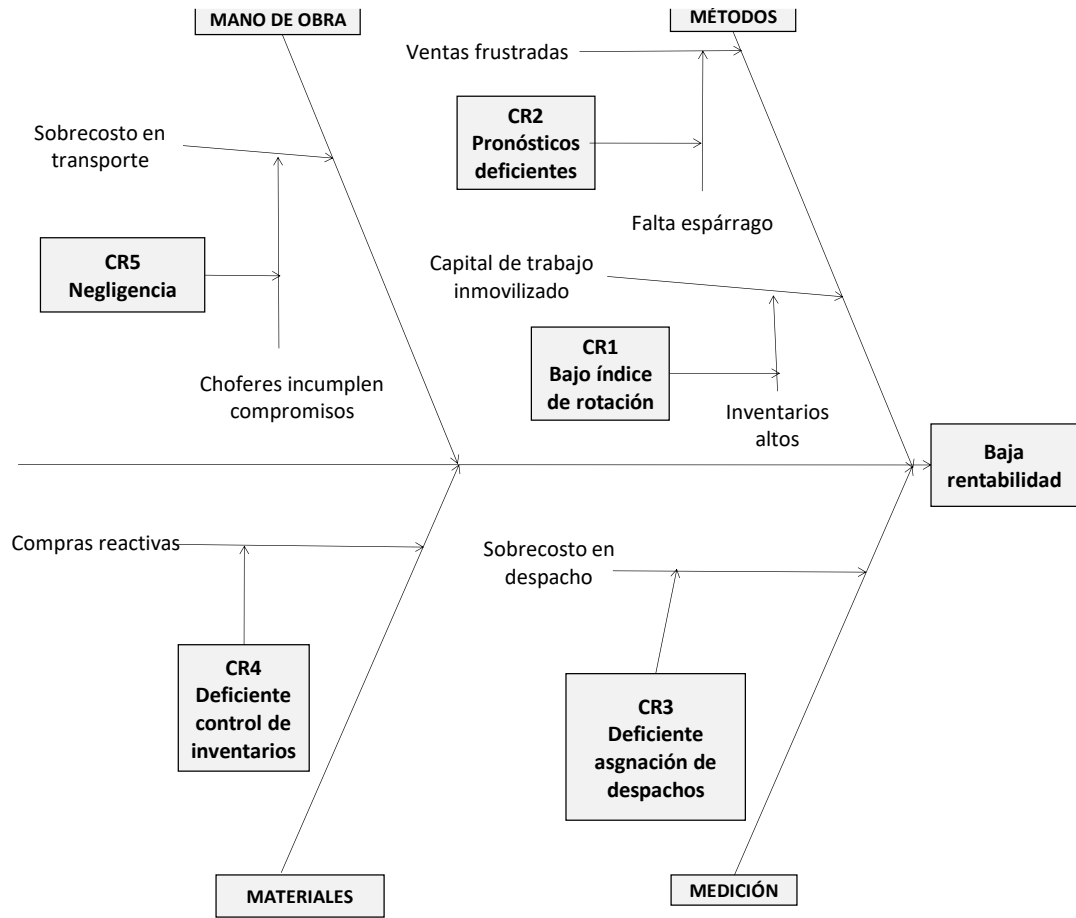 MANO DE OBRA
MÉTODOS
Ventas frustradas
CR2
Pronósticos
deficientes
Sobrecosto en
transporte
Falta espárrago
CR5
Negligencia
Capital de trabajo
inmovilizado
CR1
Bajo índice
de rotación
Choferes incumplen
compromisos
Inventarios
altos
Baja
rentabilidad
Compras reactivas
Sobrecosto en
despacho
CR4
Deficiente
control de
inventarios
CR3
Deficiente
asgnación de
despachos
MATERIALES
MEDICIÓN